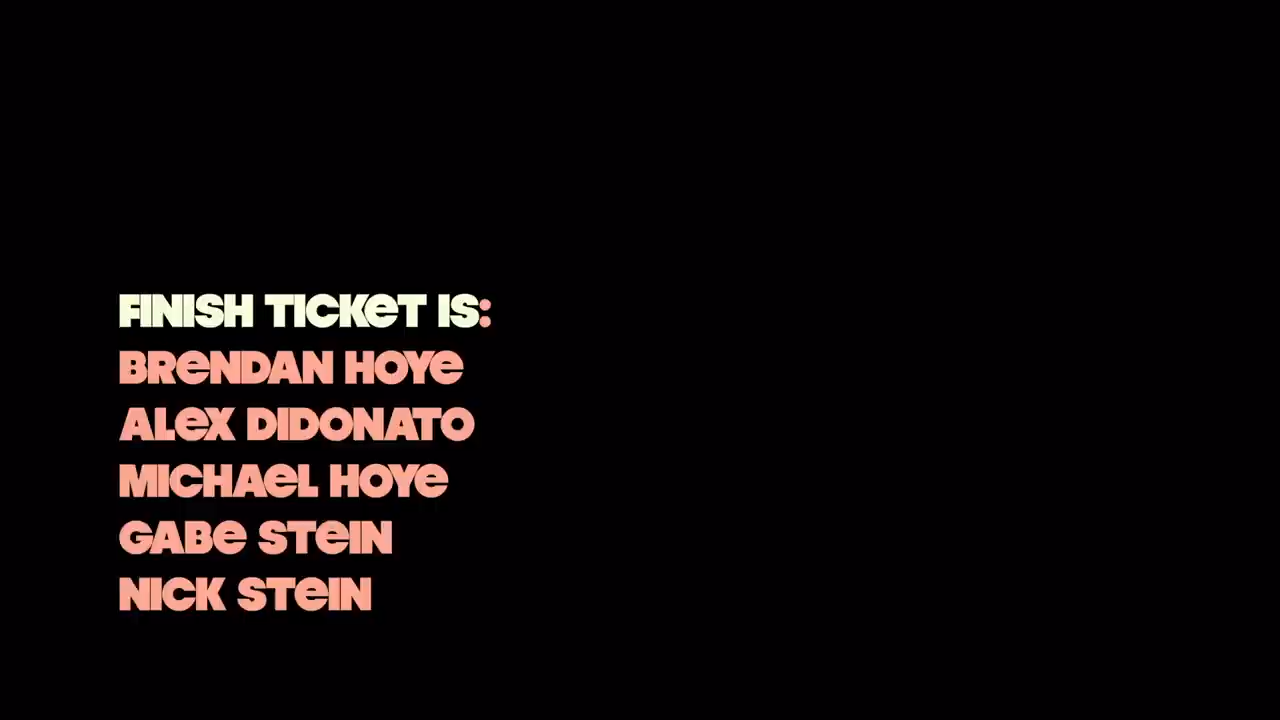 FINISH TICKET IS:
BRENDAN HOYE
ALEX DIDONATO
MICHAEL HOYE
GABE STEIN
NICK STEIN